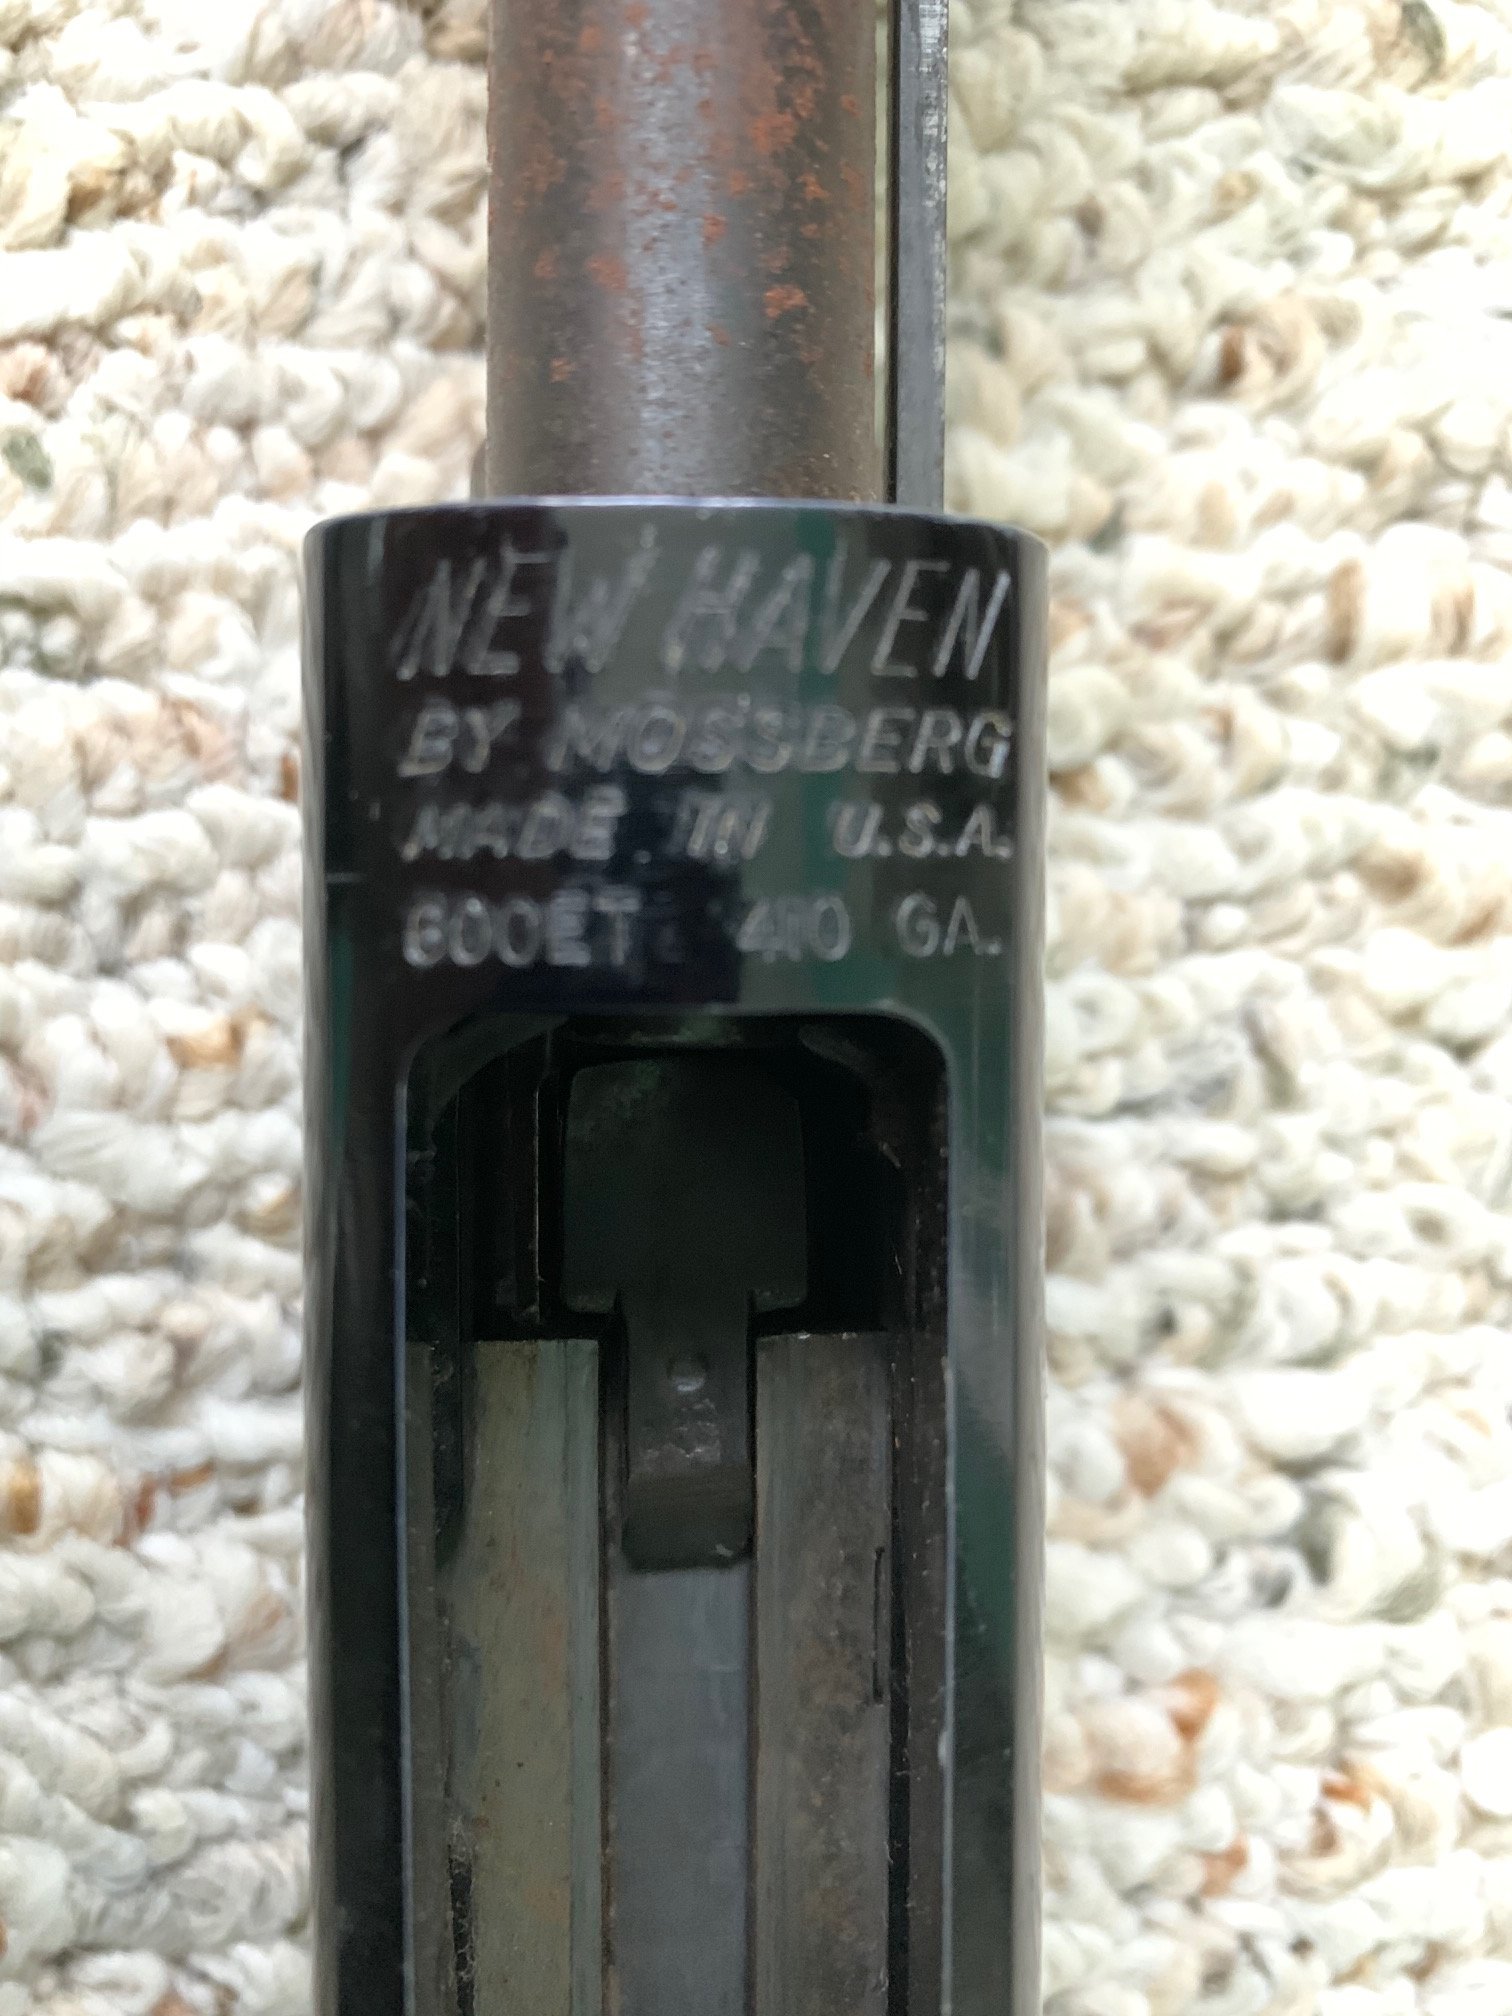 NEW HAVEN
BY MOSSBERG
MADE IN U.S.A.
600ET 410 GA.